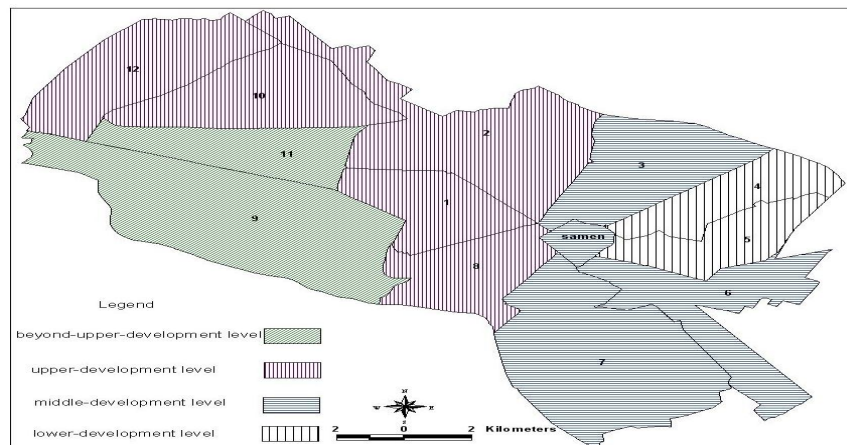 12
10
2
11
3
4
1
9
samen
5
8
6
7
Legend
beyond-upper-development level
upper-development level
middle-development level
lower-development level
N
W E
S
2 0 2 Kilometers